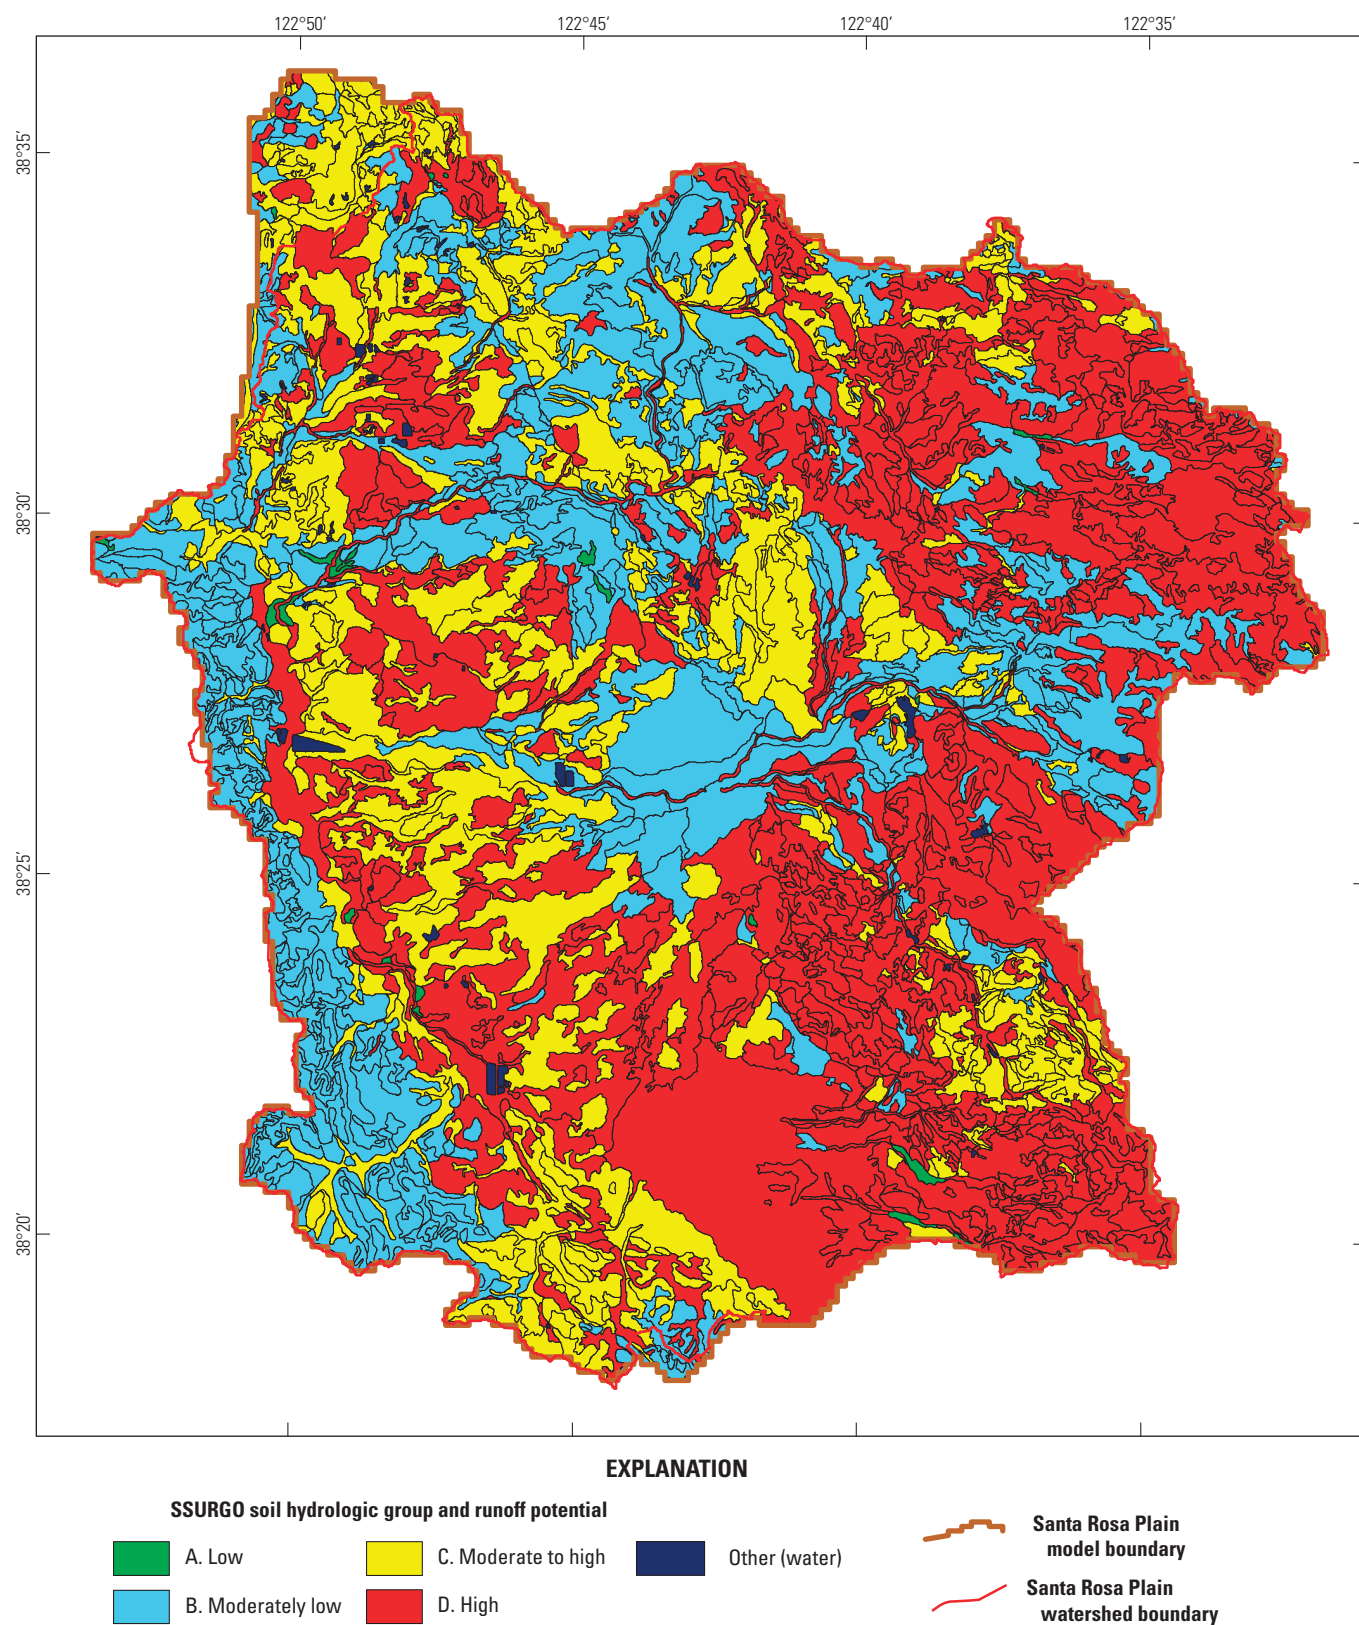 122°50′
122°45′
122°40′
122°35′
38°35′
38°30′
38°25′
38°20′
EXPLANATION
SSURGO soil hydrologic group and runoff potential
A. Low
B. Moderately low
C. Moderate to high
D. High
Other (water)
Santa Rosa Plain
model boundary
Santa Rosa Plain
watershed boundary